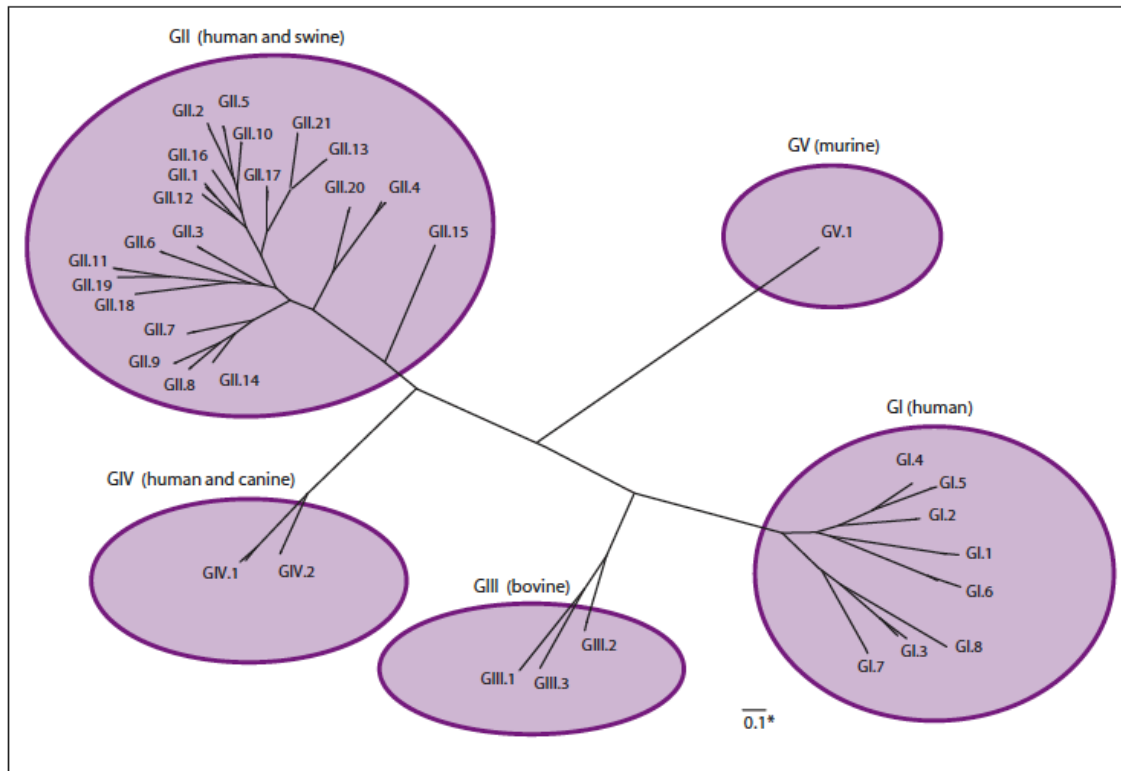 GII (human and swine)
GII.5
GII.2
GII.21
GII.10
GII.13
GII.16
GII.17
GII.1
GII.20
GII.4
GII.12
GII.3
GII.15
GII.6
GII.11
GII.19
GII.18
GII.7
GII.9
GII.8
GII.14
GV (murine)
GV.1
GI (human)
GI.4
GI.5
GI.2
GI.1
GI.6
GI.8
GI.3
GI.7
GIV (human and canine)
GIV.1
GIV.2
GIII (bovine)
GIII.2
GIII.1
GIII.3
0.1*